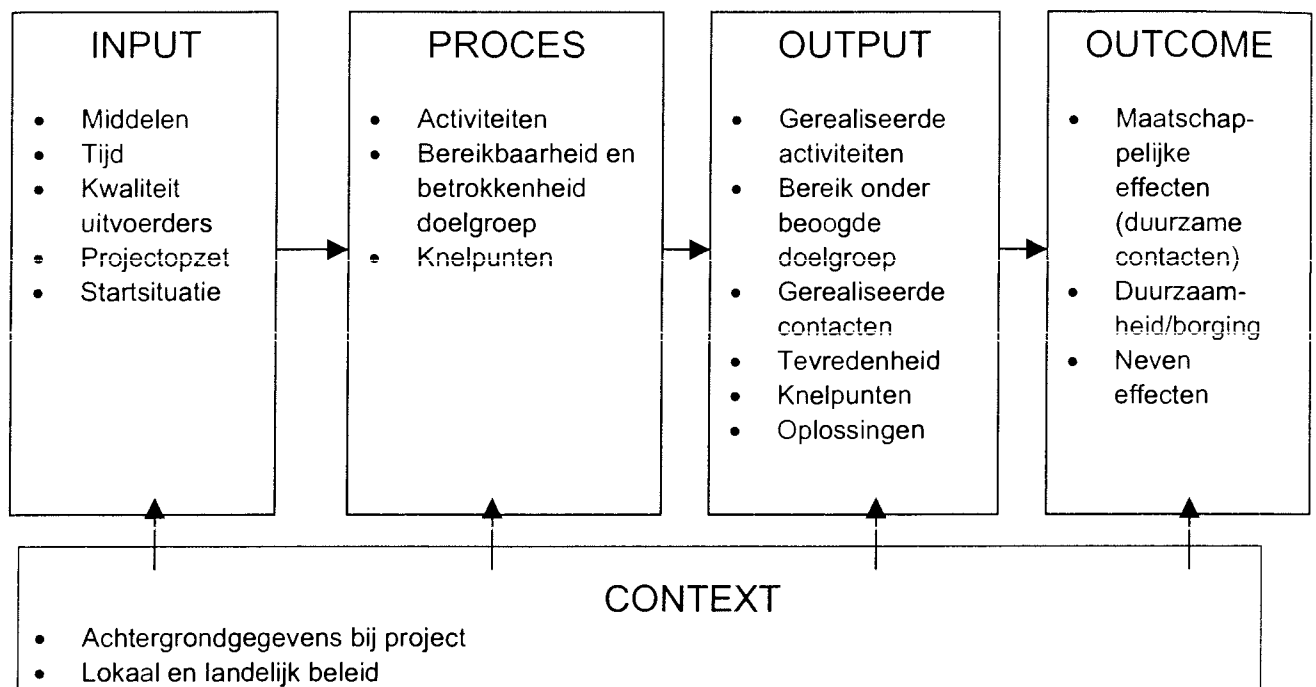 INPUT
• Middelen
• Tijd
• Kwaliteit
uitvoerders
• Projectopzet
• Startsituatie
PROCES
• Activiteiten
• Bereikbaarheid en
betrokkenheid
doelgroep
• Knelpunten
OUTPUT
• Gerealiseerde
activiteiten
• Bereik onder
beoogde
doelgroep
• Gerealiseerde
contacten
• Tevredenheid
• Knelpunten
• Oplossingen
OUTCOME
• Maatschap-
pelijke
effecten
(duurzame
contacten)
• Duurzaam-
heid/borging
• Neven
effecten
CONTEXT
• Achtergrondgegevens bij project
• Lokaal en landelijk beleid